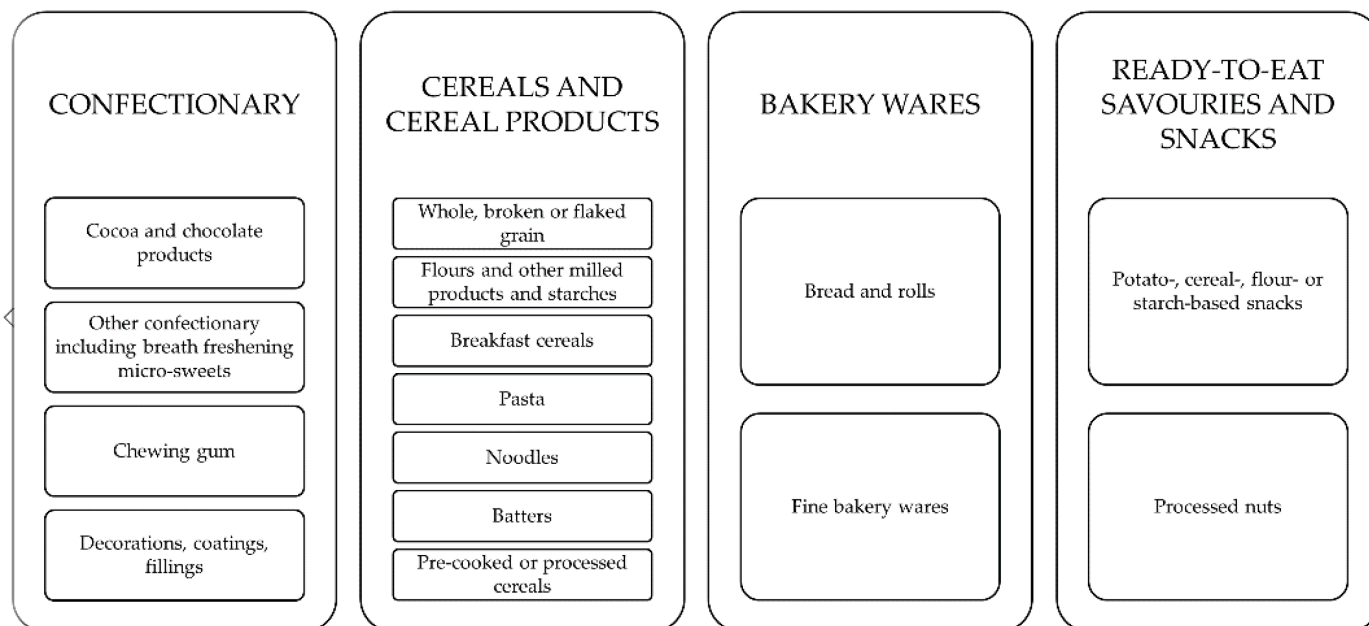 CONFECTIONARY
Cocoa and chocolate
products
Other confectionary
including breath freshening
micro-sweets
Chewing gum
Decorations, coatings,
fillings
CEREALS AND
CEREAL PRODUCTS
Whole, broken or flaked
grain
Flours and other milled
products and starches
Breakfast cereals
Pasta
Noodles
Batters
Pre-cooked or processed
cereals
BAKERY WARES
Bread and rolls
Fine bakery wares
READY-TO-EAT
SAVOURIES AND
SNACKS
Potato-, cereal-, flour- or
starch-based snacks
Processed nuts